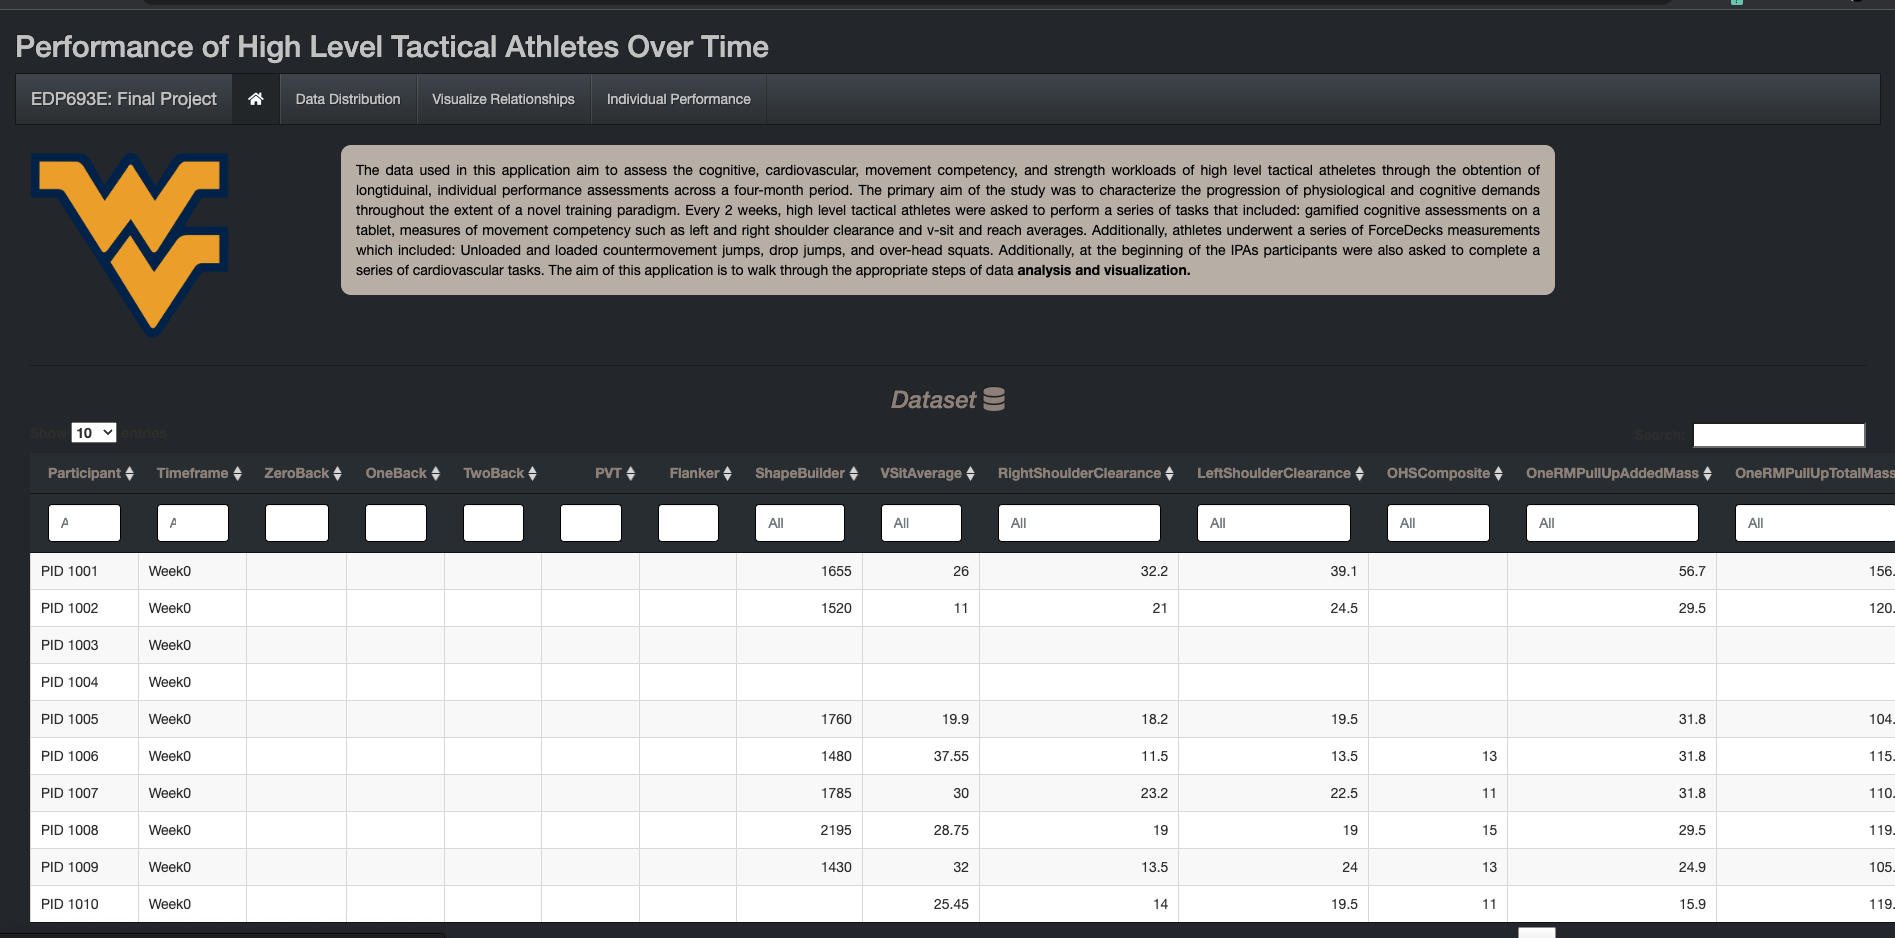 Performance of High Level Tactical Athletes Over Time
EDP693E: Final Project Data Distribution Visualize Relationships Individual Performance
The data used in this application aim to assess the cognitive, cardiovascular, movement competency, and strength workloads of high level tactical atheletes through the obtention of
longtiduinal, individual performance assessments across a four-month period. The primary aim of the study was to characterize the progression of physiological and cognitive demands
throughout the extent of a novel training paradigm. Every 2 weeks, high level tactical athletes were asked to perform a series of tasks that included: gamified cognitive assessments on a
tablet, measures of movement competency such as left and right shoulder clearance and v-sit and reach averages. Additionally, athletes underwent a series of ForceDecks measurements
which included: Unloaded and loaded countermovement jumps, drop jumps, and over-head squats. Additionally, at the beginning of the IPAs participants were also asked to complete a
series of cardiovascular tasks. The aim of this application is to walk through the appropriate steps of data analysis and visualization.
Dataset
Show 10 entries Search:
Participant Timeframe ZeroBack OneBack TwoBack PVT Flanker ShapeBuilder VSitAverage RightShoulderClearance LeftShoulderClearance OHSComposite OneRMPullUpAddedMass OneRMPullUpTotalMass
All All All All All All All
PID 1001 Week0 1655 26 32.2 39.1 56.7 156.
PID 1002 Week0 1520 11 21 24.5 29.5 120.
PID 1003 Week0
PID 1004 Week0
PID 1005 Week0 1760 19.9 18.2 19.5 31.8 104.
PID 1006 Week0 1480 37.55 11.5 13.5 13 31.8 115.
PID 1007 Week0 1785 30 23.2 22.5 11 31.8 110.
PID 1008 Week0 2195 28.75 19 19 15 29.5 119.
PID 1009 Week0 1430 32 13.5 24 13 24.9 105.
PID 1010 Week0 25.45 14 19.5 11 15.9 119.